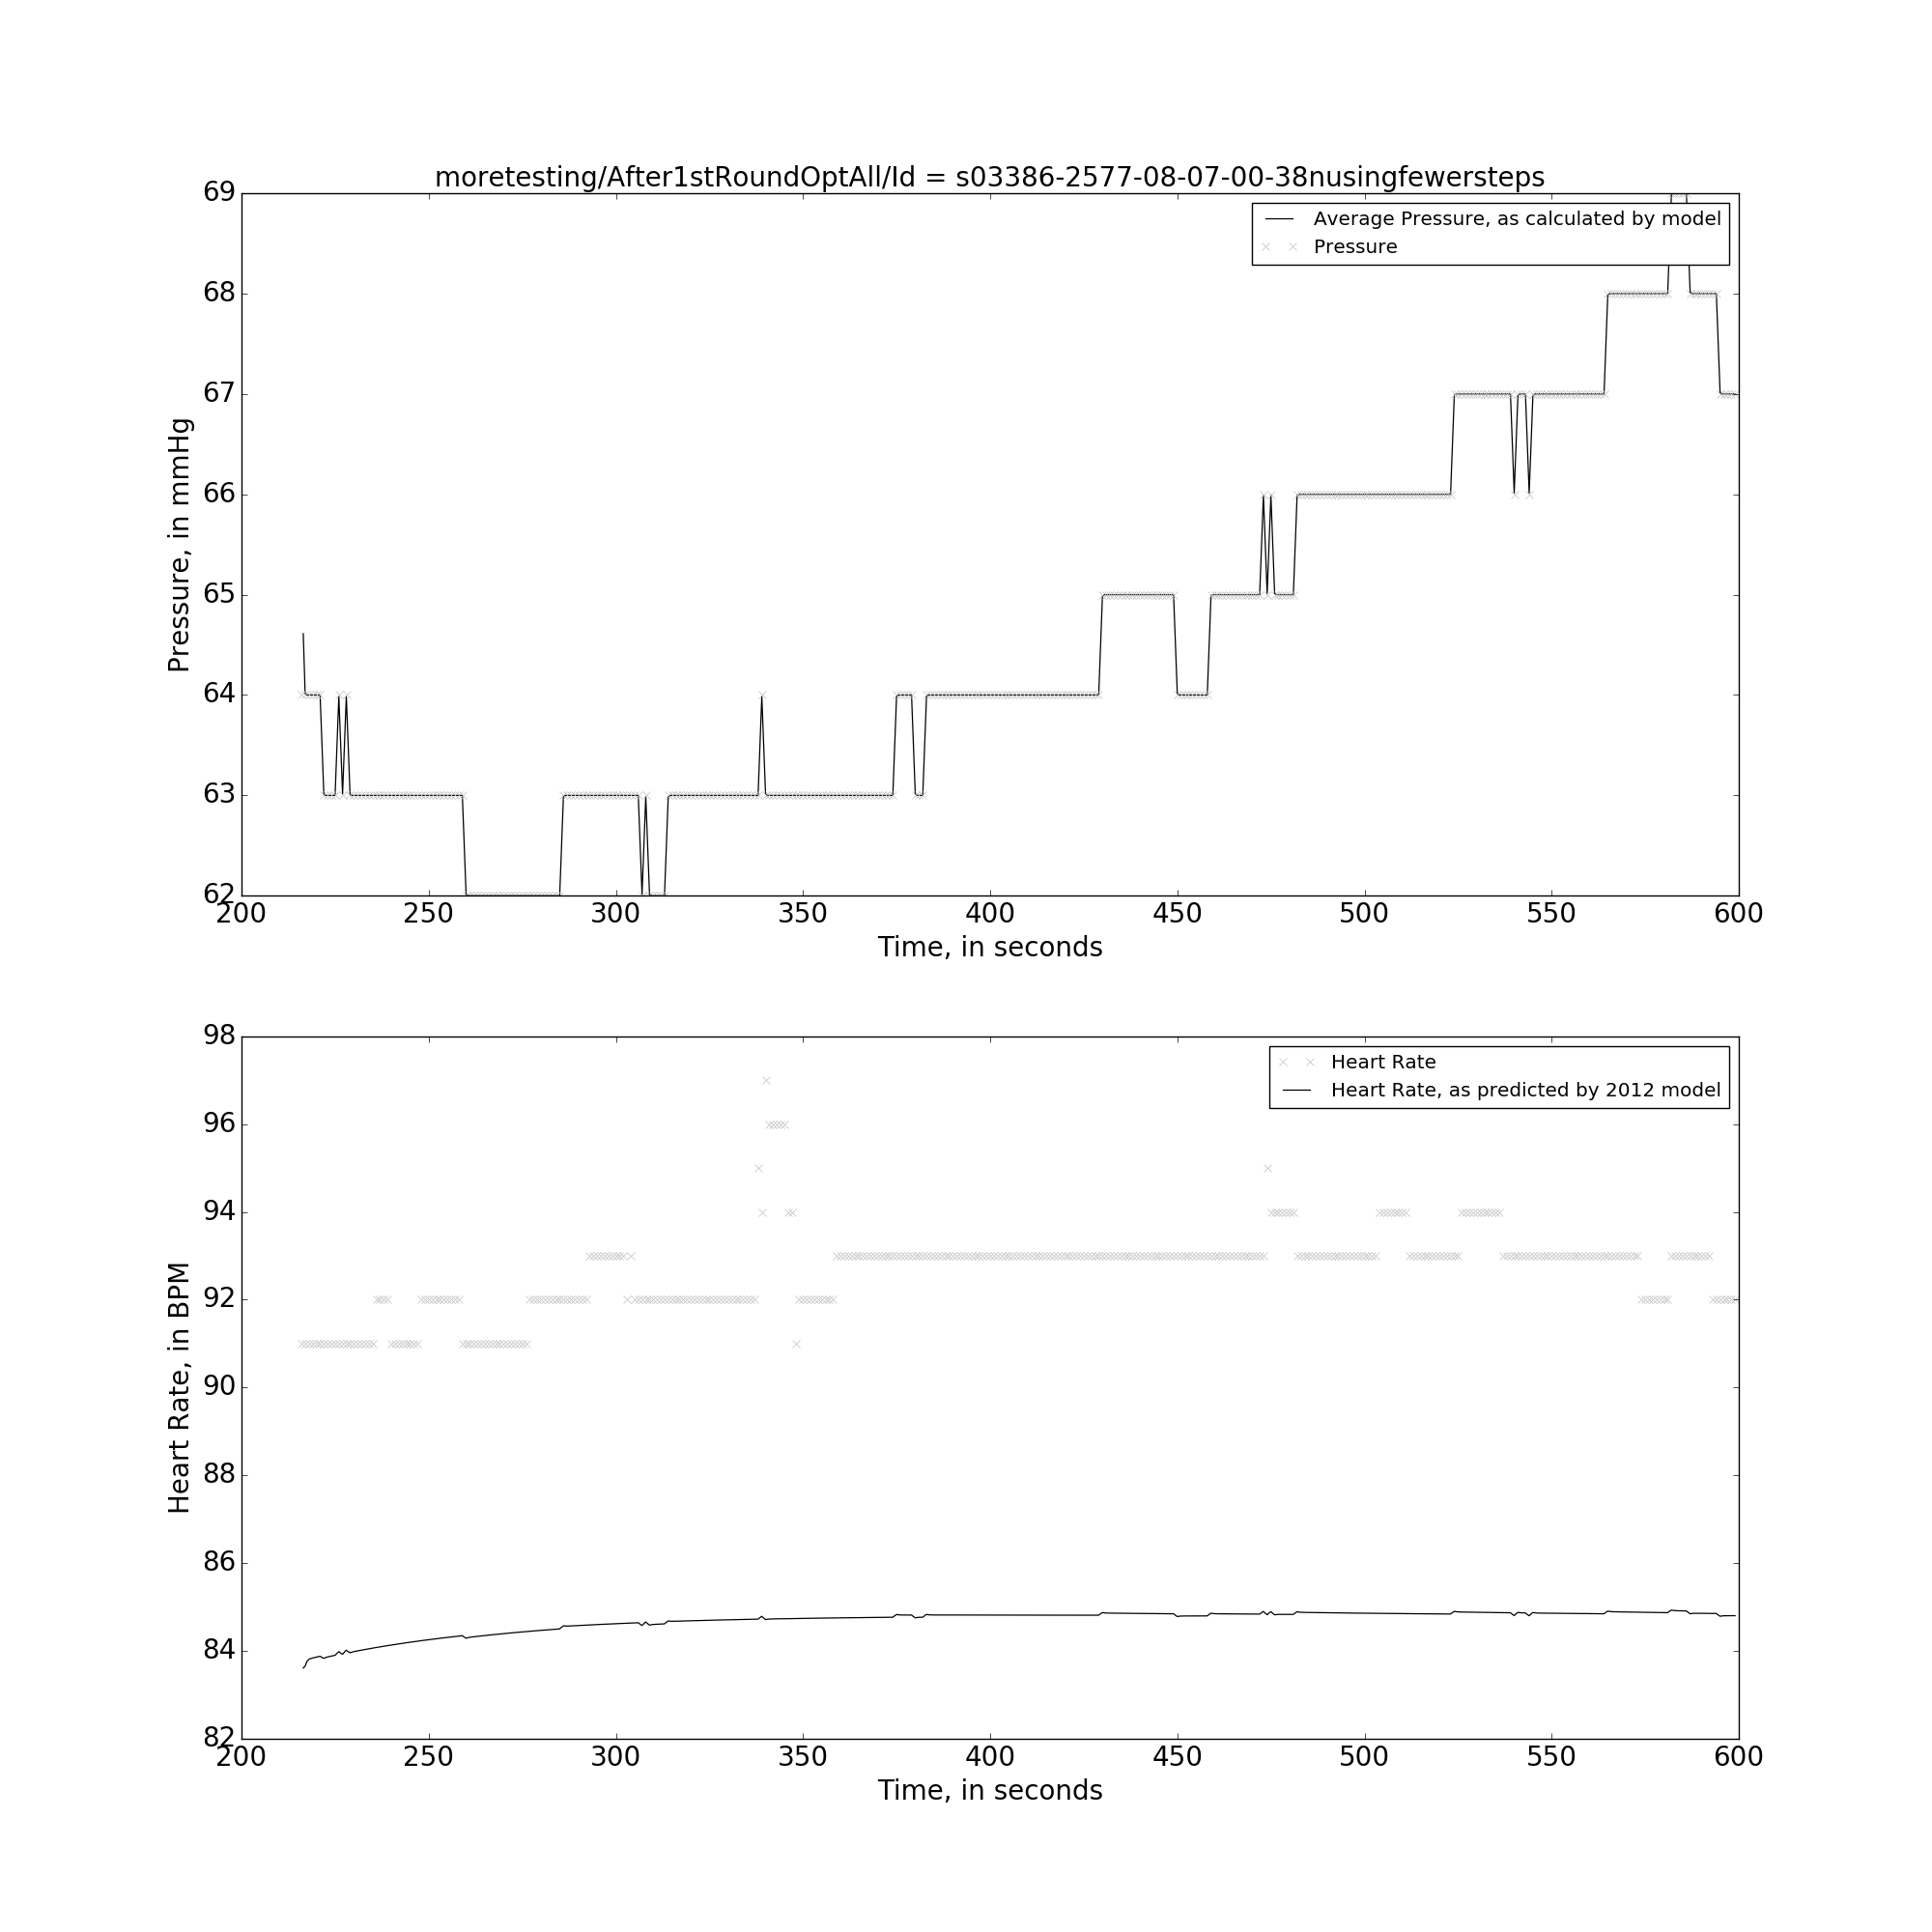 moretesting/After1stRoundOptAll/Id = s03386-2577-08-07-00-38nusingfewersteps
69
68
67
66
65
64
63
62
Pressure, in mmHg
Average Pressure, as calculated by model
Pressure
200 250 300 350 400 450 500 550 600
Time, in seconds
98
96
94
92
90
88
86
84
82
Heart Rate, in BPM
Heart Rate
Heart Rate, as predicted by 2012 model
200 250 300 350 400 450 500 550 600
Time, in seconds